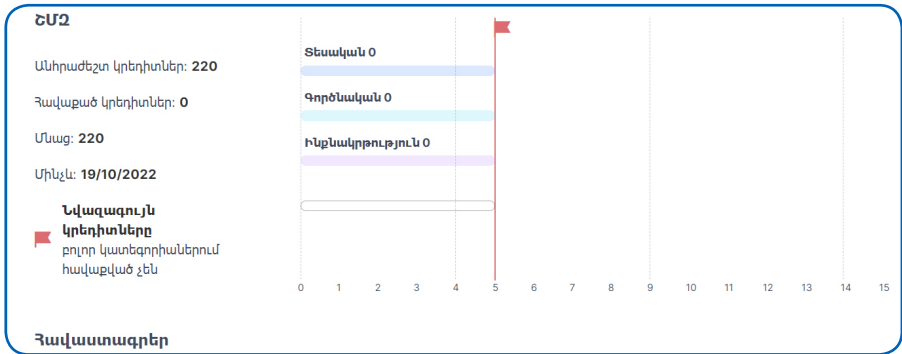 ՇՄԶ
Անհրաժեշտ կրեդիտներ: 220
Հավաքած կրեդիտներ: 0
Մնաց: 220
Մինչև: 19/10/2022
Նվազագույն
կրեդիտները
բոլոր կատեգորիաներում
հավաքված չեն
Տեսական 0
Գործնական 0
Ինքնակրթություն 0
0 1 2 3 4 5 6 7 8 9 10 11 12 13 14 15
Հավաստագրեր